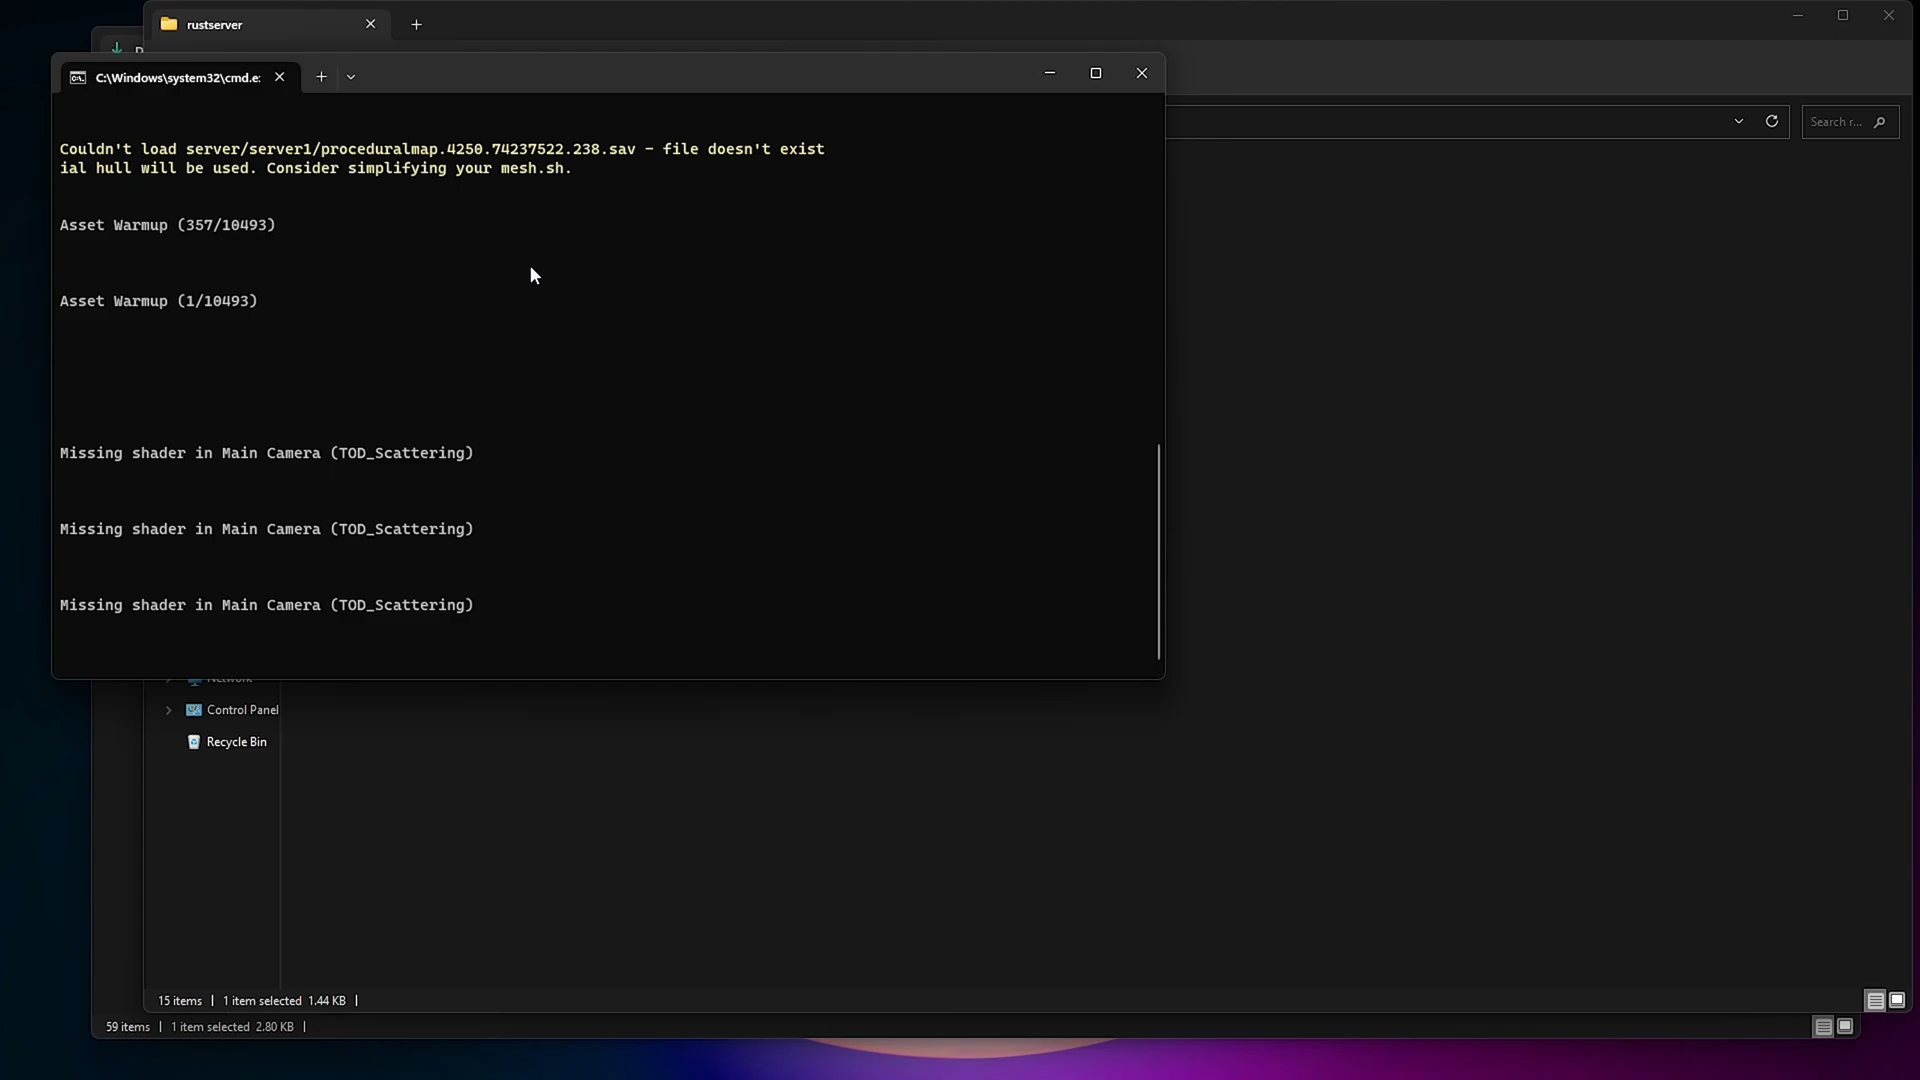 rustserver
C:\Windows\system32\cmd.e:
Search r...
Couldn't load server/server1/proceduralmap.4250.74237522.238.sav - file doesn't exist
ial hull will be used. Consider simplifying your mesh.sh.
Asset Warmup (357/10493)
Asset Warmup (1/10493)
Missing shader in Main Camera (TOD_Scattering)
Missing shader in Main Camera (TOD_Scattering)
Missing shader in Main Camera (TOD_Scattering)
Network
Control Panel
Recycle Bin
15 items | 1 item selected 1.44 KB |
59 items | 1 item selected 2.80 KB |